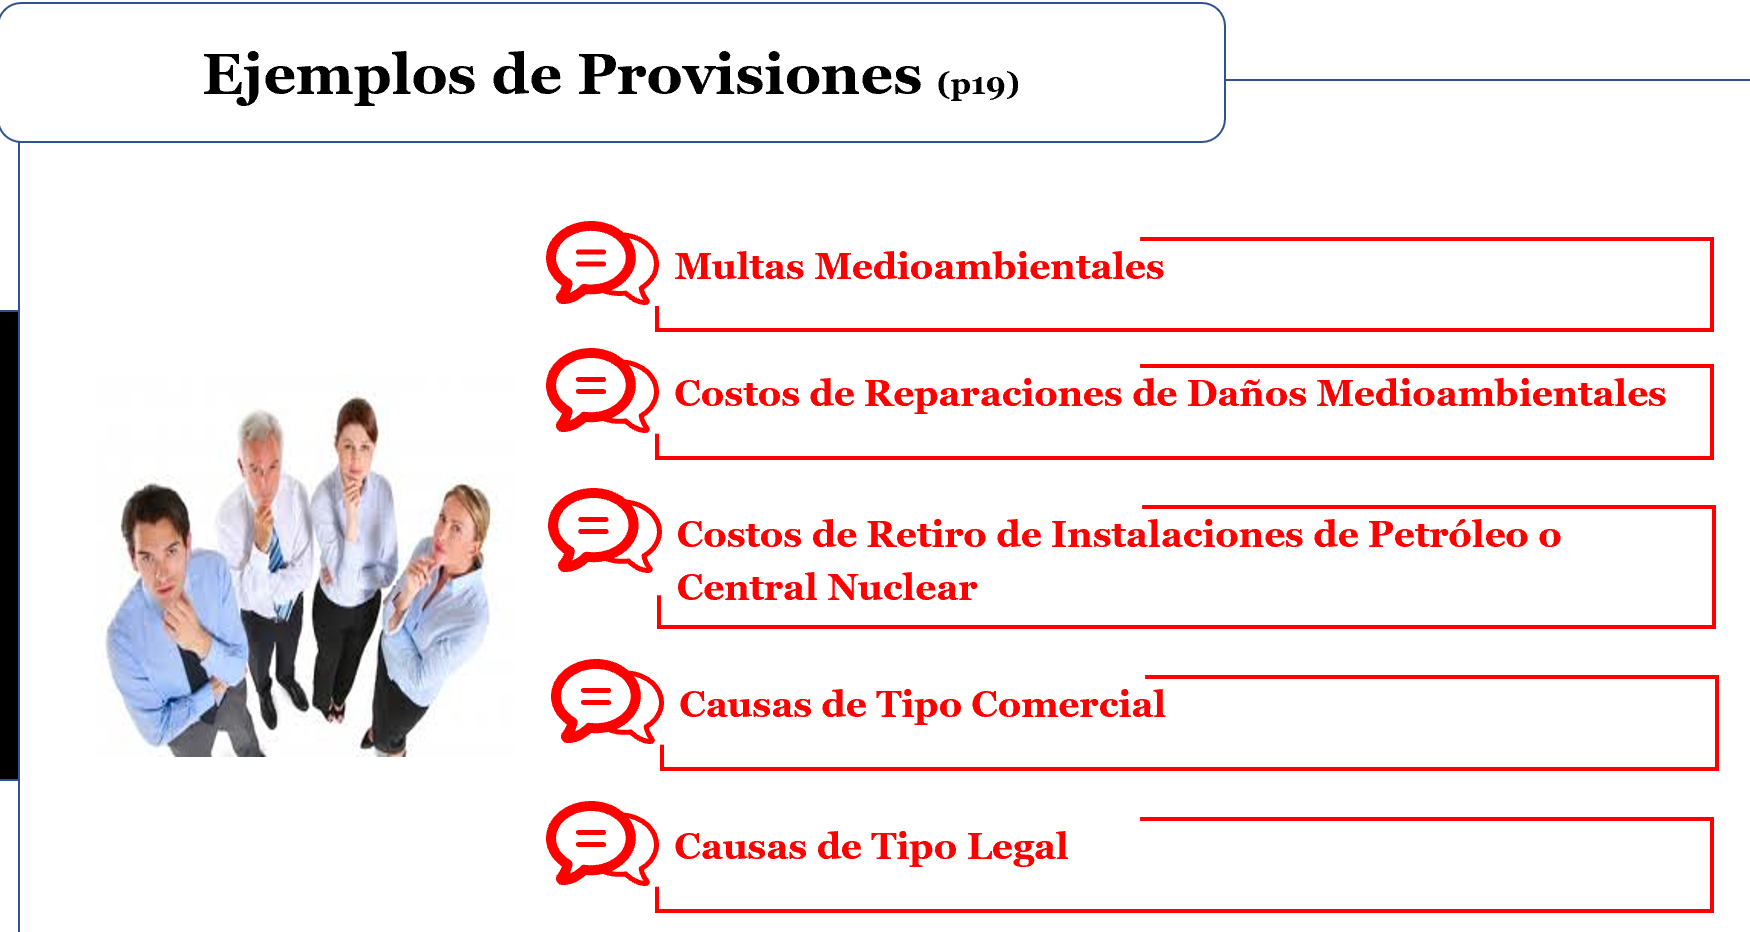 Ejemplos de Provisiones (p19)
Multas Medioambientales
Costos de Reparaciones de Daños Medioambientales
Costos de Retiro de Instalaciones de Petróleo o
Central Nuclear
Causas de Tipo Comercial
Causas de Tipo Legal